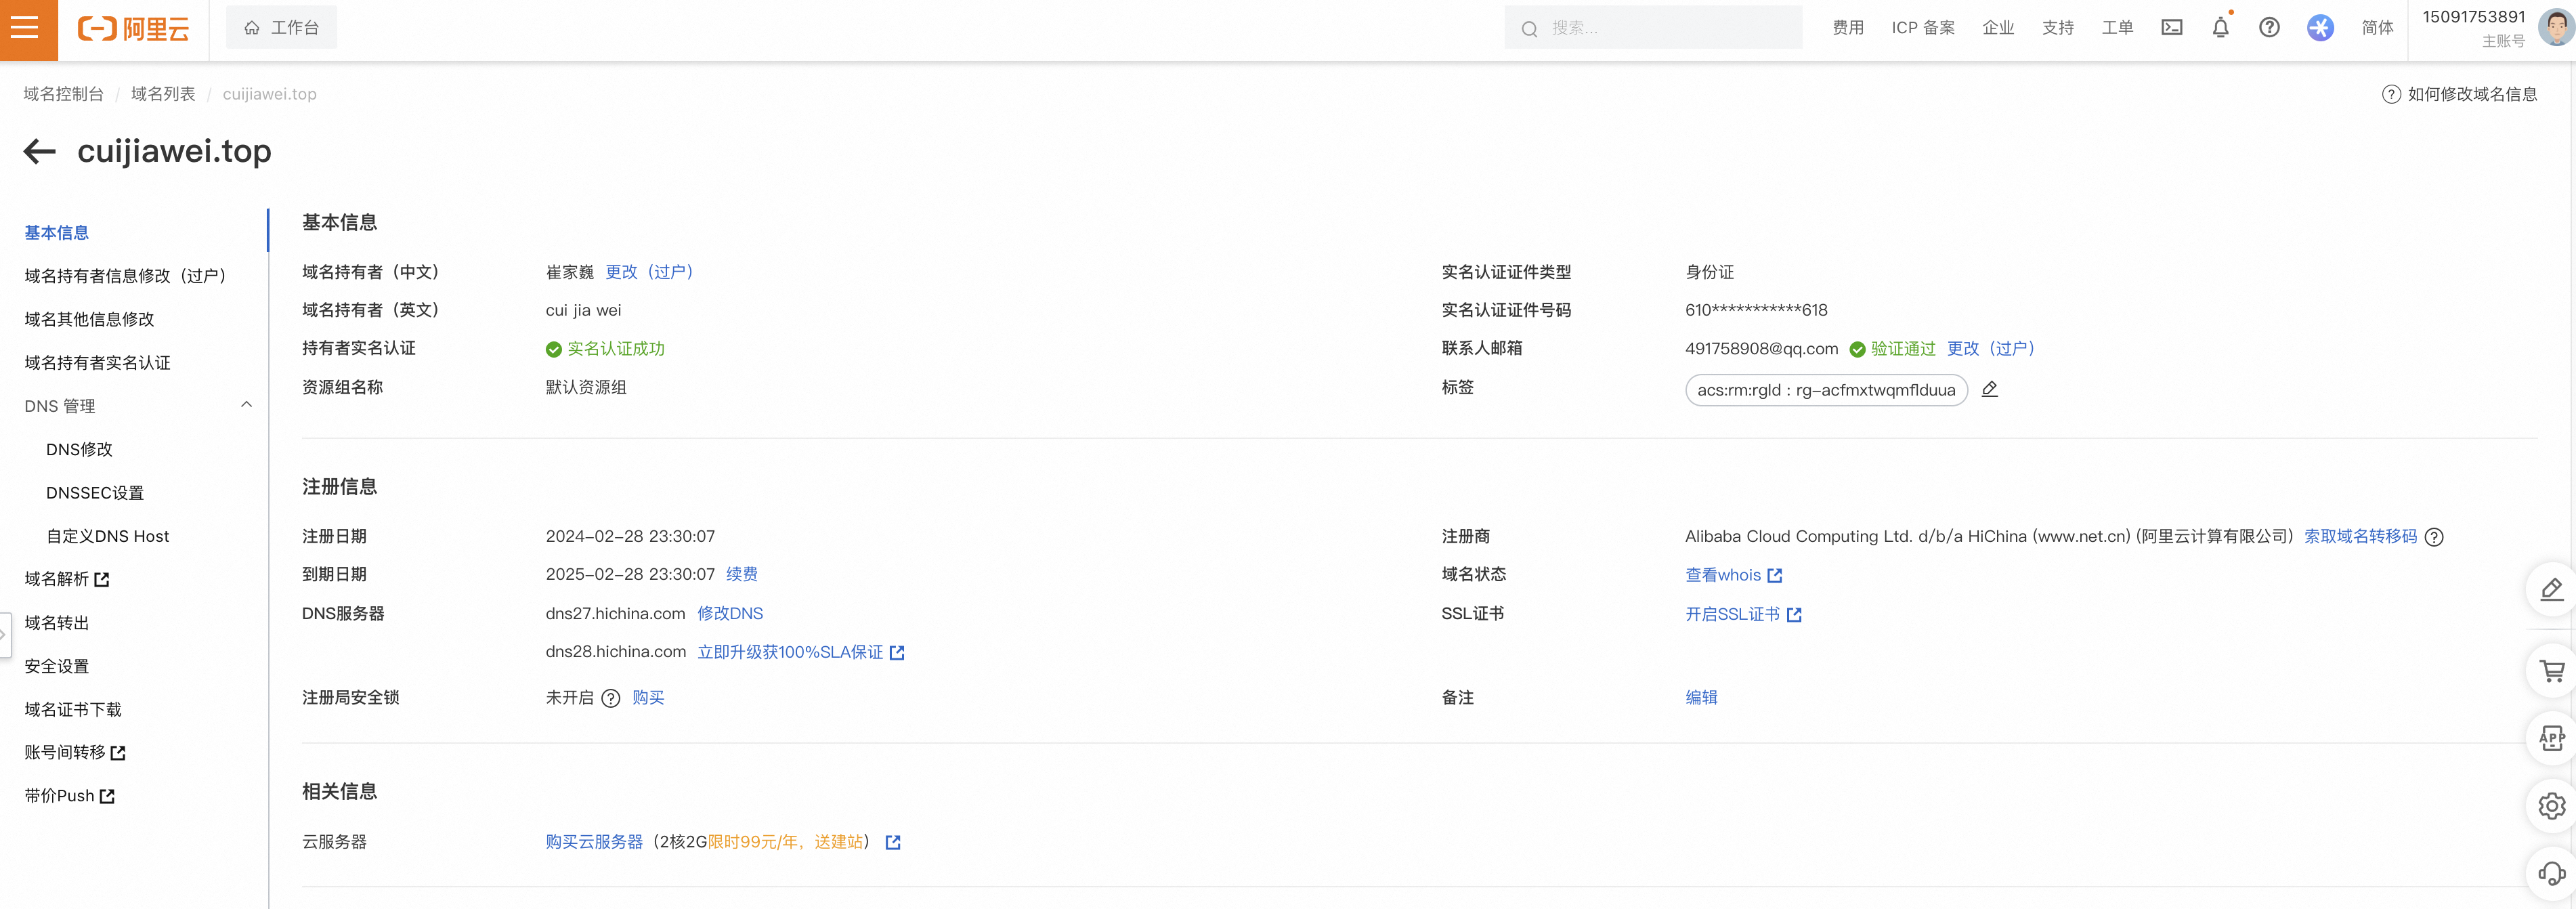 阿里云
工作台
搜索...
费用
ICP 备案
企业
支持
工单
简体
15091753891
主账号
域名控制台 / 域名列表 / cuijiawei.top
如何修改域名信息
cuijiawei.top
基本信息
域名持有者信息修改（过户）
域名其他信息修改
域名持有者实名认证
DNS 管理
DNS修改
DNSSEC设置
自定义DNS Host
域名解析
域名转出
安全设置
域名证书下载
账号间转移
带价Push
基本信息
域名持有者（中文） 崔家巍 更改（过户）
实名认证证件类型 身份证
域名持有者（英文） cui jia wei
实名认证证件号码 610***********618
持有者实名认证 实名认证成功
联系人邮箱 491758908@qq.com 验证通过 更改（过户）
资源组名称 默认资源组
标签 acs:rm:rgId : rg-acfmxtwqmflduua
注册信息
注册日期 2024-02-28 23:30:07
注册商 Alibaba Cloud Computing Ltd. d/b/a HiChina (www.net.cn) (阿里云计算有限公司) 索取域名转移码
到期日期 2025-02-28 23:30:07 续费
域名状态 查看whois
DNS服务器 dns27.hichina.com 修改DNS
SSL证书 开启SSL证书
dns28.hichina.com 立即升级获100%SLA保证
注册局安全锁 未开启 购买
备注 编辑
相关信息
云服务器 购买云服务器（2核2G限时99元/年，送建站）
APP